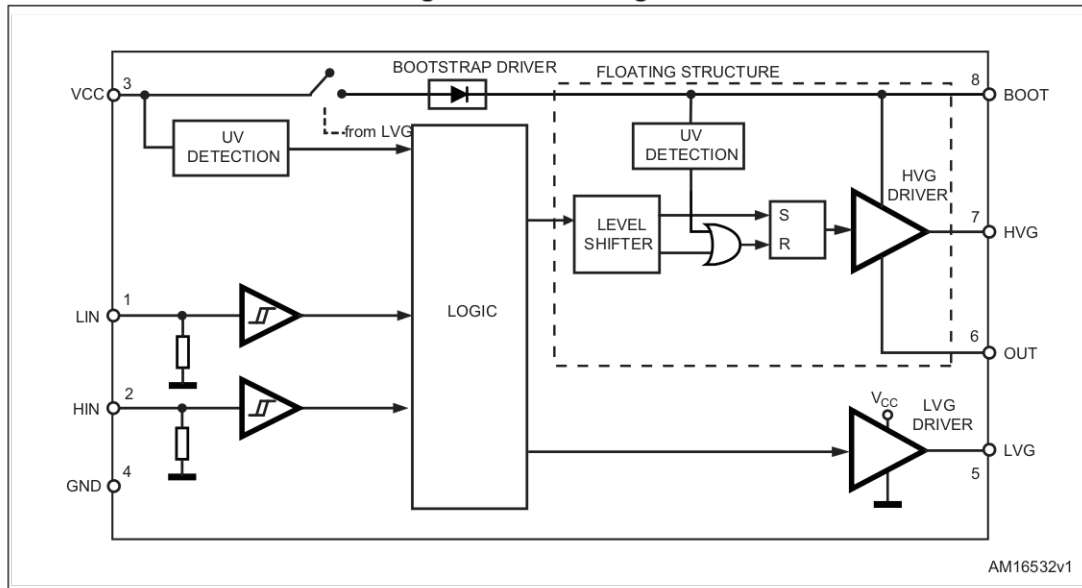 3
BOOTSTRAP DRIVER
FLOATING STRUCTURE
8
VCC
BOOT
from LVG
UV
DETECTION
UV
DETECTION
HVG
DRIVER
7
S
LEVEL
SHIFTER
R
HVG
1
LIN
LOGIC
6
OUT
2
HIN
VCC
LVG
DRIVER
4
GND
LVG
5
AM16532v1